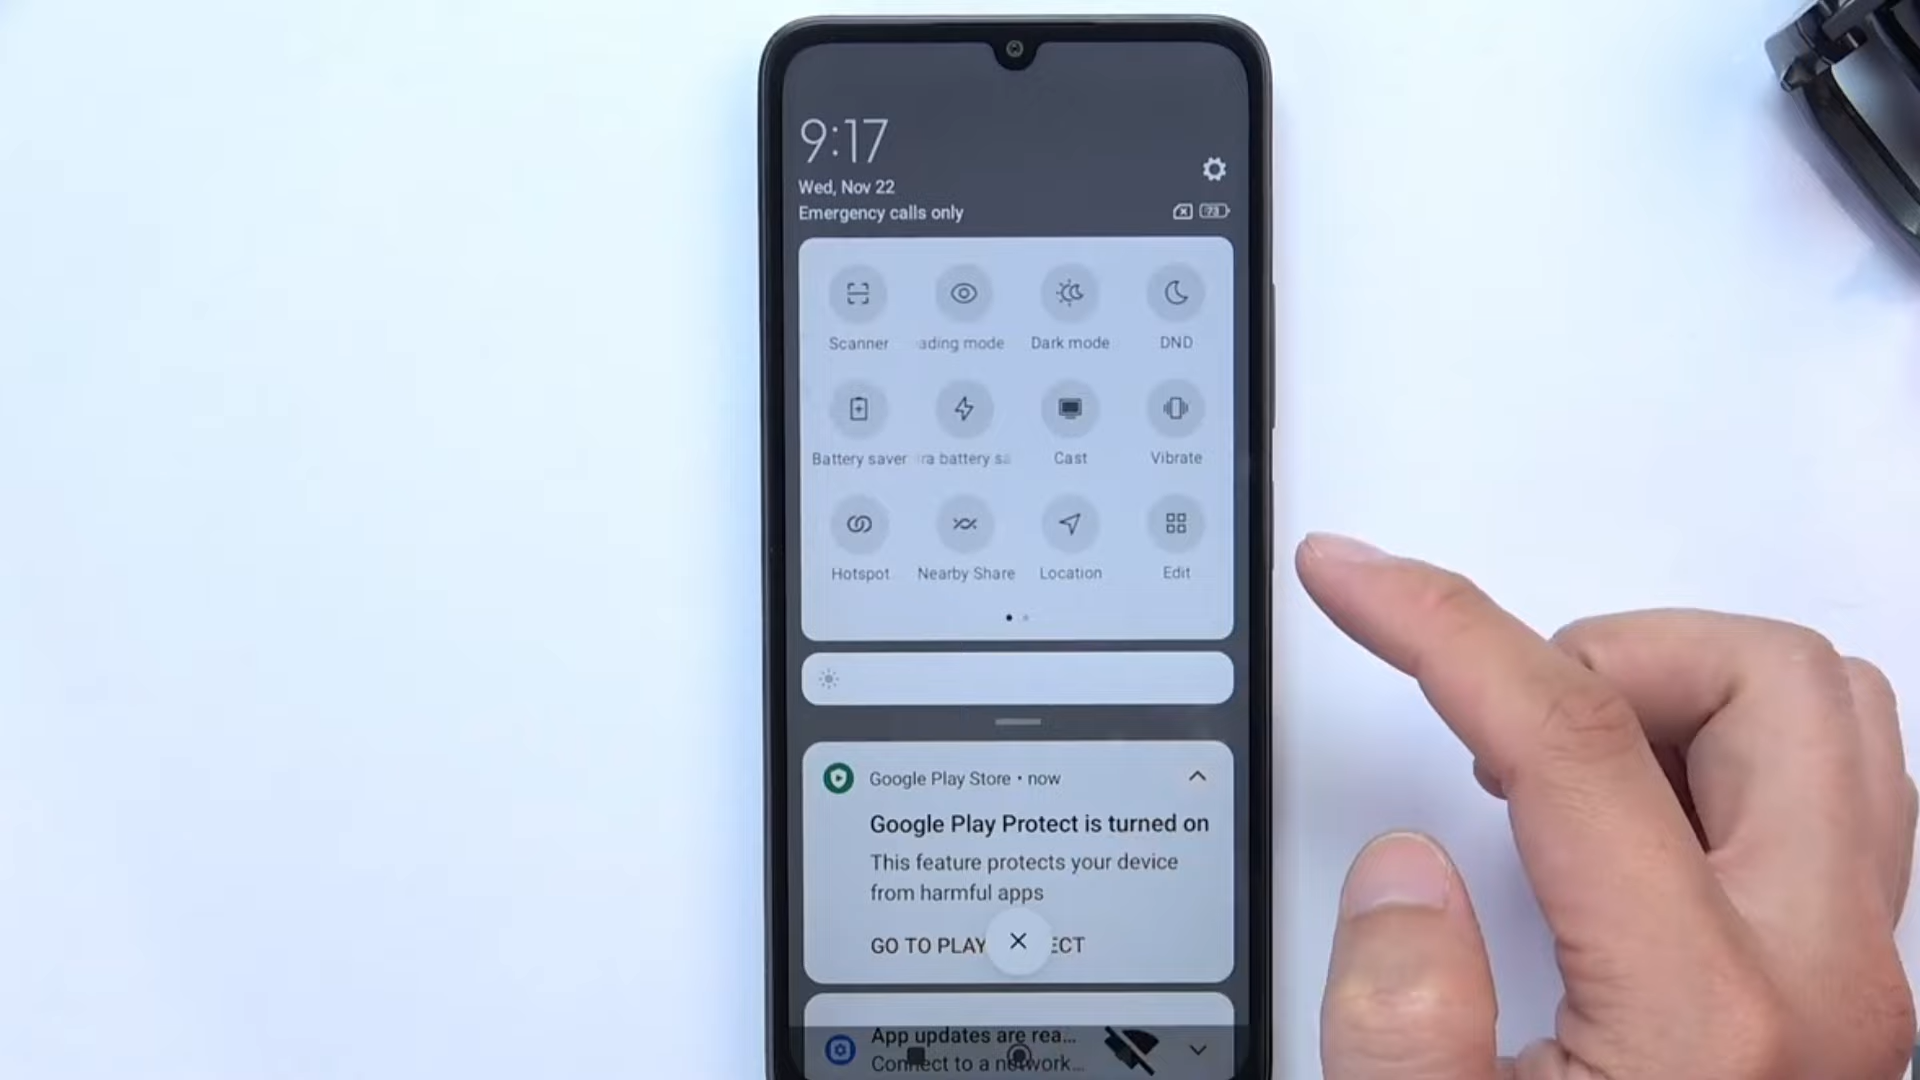 9:17
Wed, Nov 22
Emergency calls only
73
Scanner ading mode Dark mode DND
Battery saver ra battery sa Cast Vibrate
Hotspot Nearby Share Location Edit
Google Play Store • now
Google Play Protect is turned on
This feature protects your device
from harmful apps
GO TO PLAY ECT
App updates are rea...
Connect to a network...